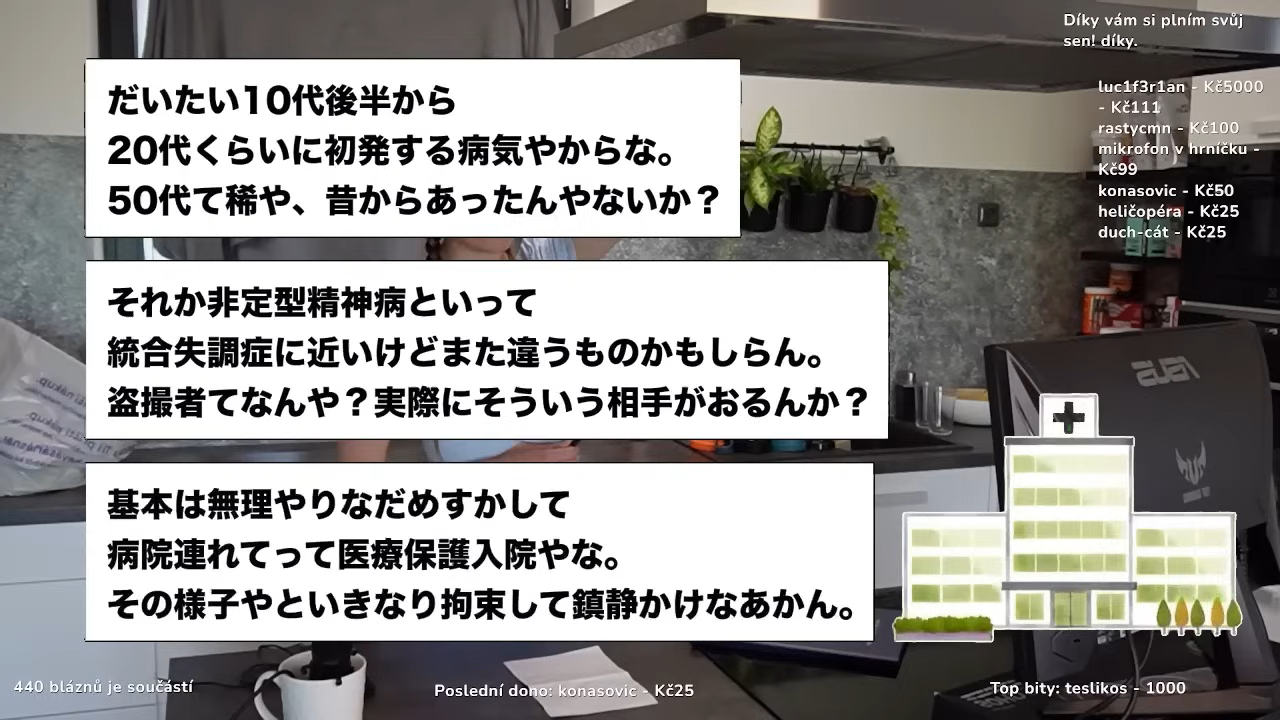 Díky vám si plním svůj
sen! díky.
luc1f3r1an - Kč5000
- Kč111
rastycmn - Kč100
mikrofon v hrníčku -
Kč99
konasovic - Kč50
heličopéra - Kč25
duch-cát - Kč25
だいたい10代後半から
20代くらいに初発する病気やからな。
50代て稀や、昔からあったんやないか？
それか非定型精神病といって
統合失調症に近いけどまた違うものかもしらん。
盗撮者てなんや？実際にそういう相手がおるんか？
基本は無理やりなだめすかして
病院連れてって医療保護入院やな。
その様子やといきなり拘束して鎮静かけなあかん。
ASUS
440 bláznů je součástí
Poslední dono: konasovic - Kč25
Top bity: teslikos - 1000